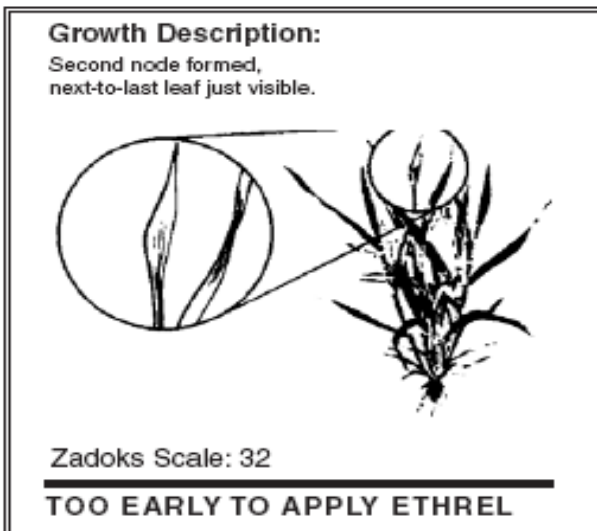 Growth Description:
Second node formed,
next-to-last leaf just visible.
Zadoks Scale: 32
TOO EARLY TO APPLY ETHREL